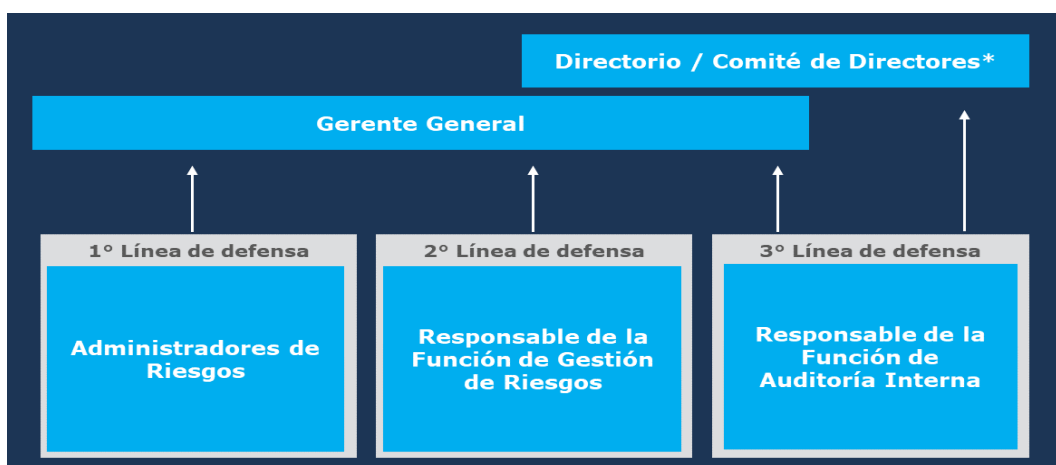 Directorio / Comité de Directores*
Gerente General
1° Línea de defensa
Administradores de
Riesgos
2° Línea de defensa
Responsable de la
Función de Gestión
de Riesgos
3° Línea de defensa
Responsable de la
Función de
Auditoría Interna